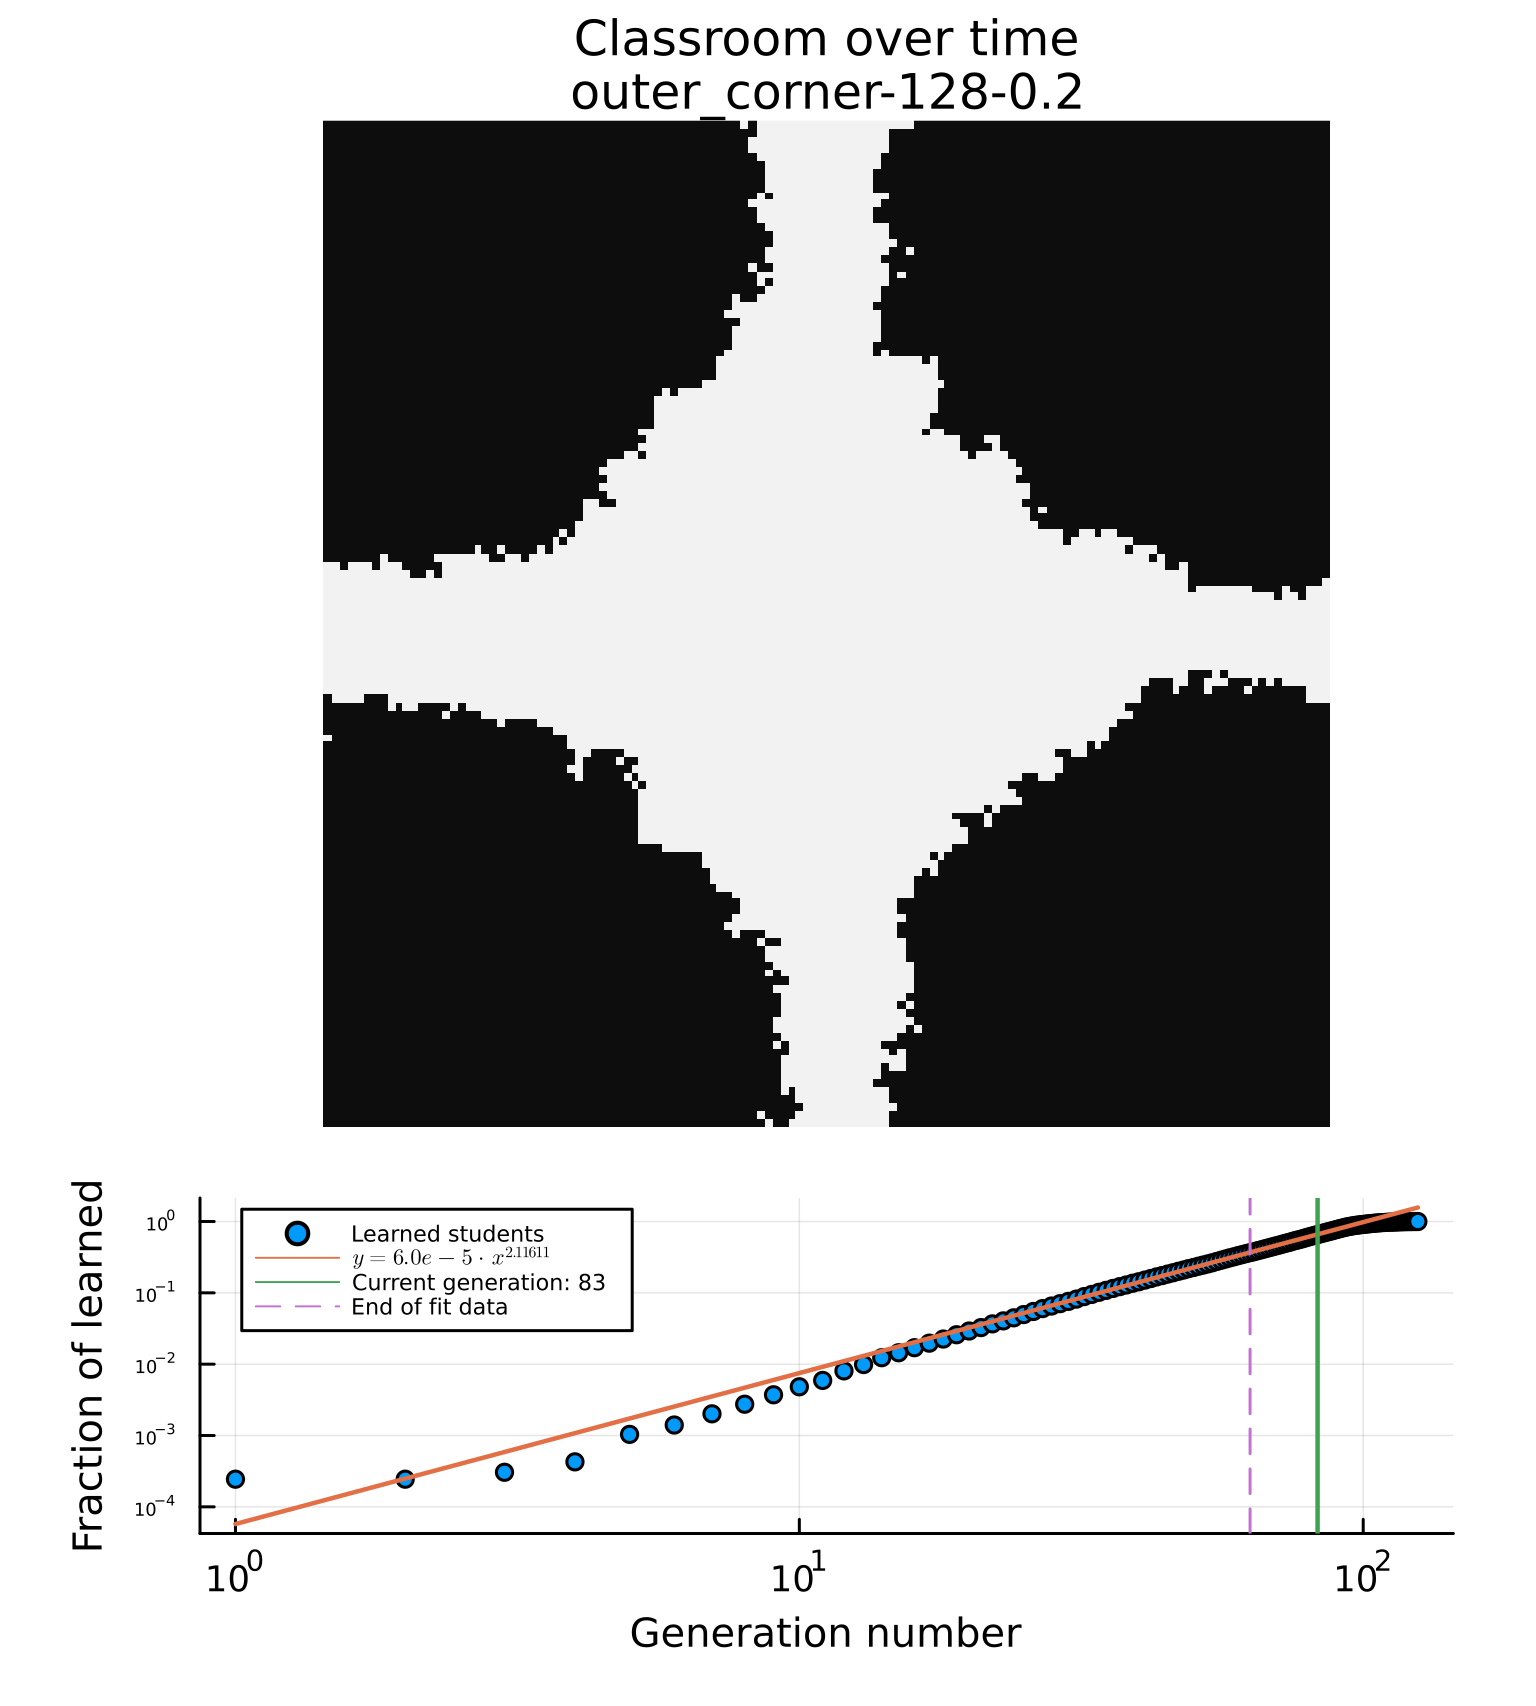 Classroom over time
outer_corner-128-0.2
Fraction of learned
10^0
10^-1
10^-2
10^-3
10^-4
Learned students
y = 6.0e − 5 · x^2.11611
Current generation: 83
End of fit data
10^0
10^1
10^2
Generation number